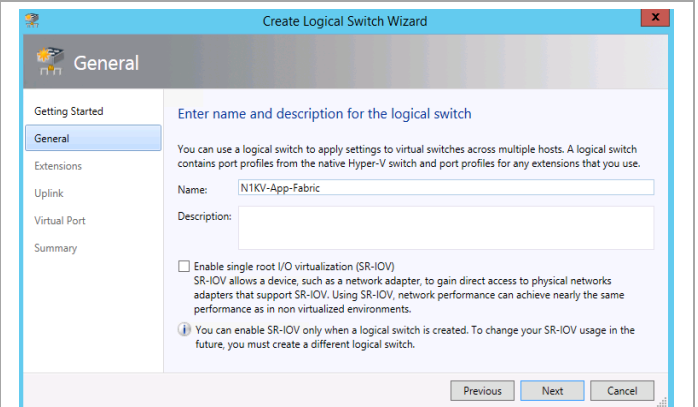 Create Logical Switch Wizard
x
General
Getting Started
General
Extensions
Uplink
Virtual Port
Summary
Enter name and description for the logical switch
You can use a logical switch to apply settings to virtual switches across multiple hosts. A logical switch
contains port profiles from the native Hyper-V switch and port profiles for any extensions that you use.
Name: N1KV-App-Fabric
Description:
Enable single root I/O virtualization (SR-IOV)
SR-IOV allows a device, such as a network adapter, to gain direct access to physical networks
adapters that support SR-IOV. Using SR-IOV, network performance can achieve nearly the same
performance as in non virtualized environments.
You can enable SR-IOV only when a logical switch is created. To change your SR-IOV usage in the
future, you must create a different logical switch.
Previous Next Cancel